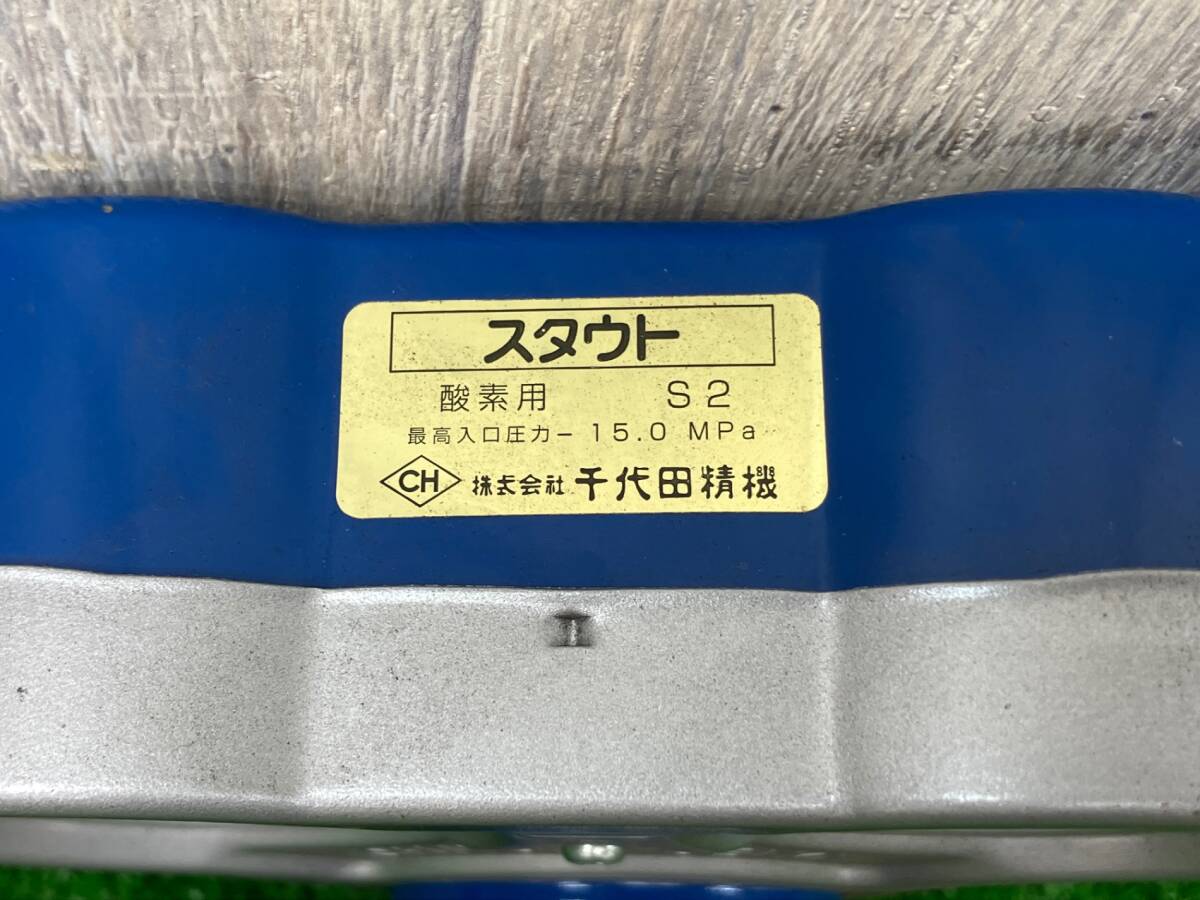 スタウト
酸素用 S2
最高入口圧力− 15.0 MPa
CH 株式会社 千代田精機